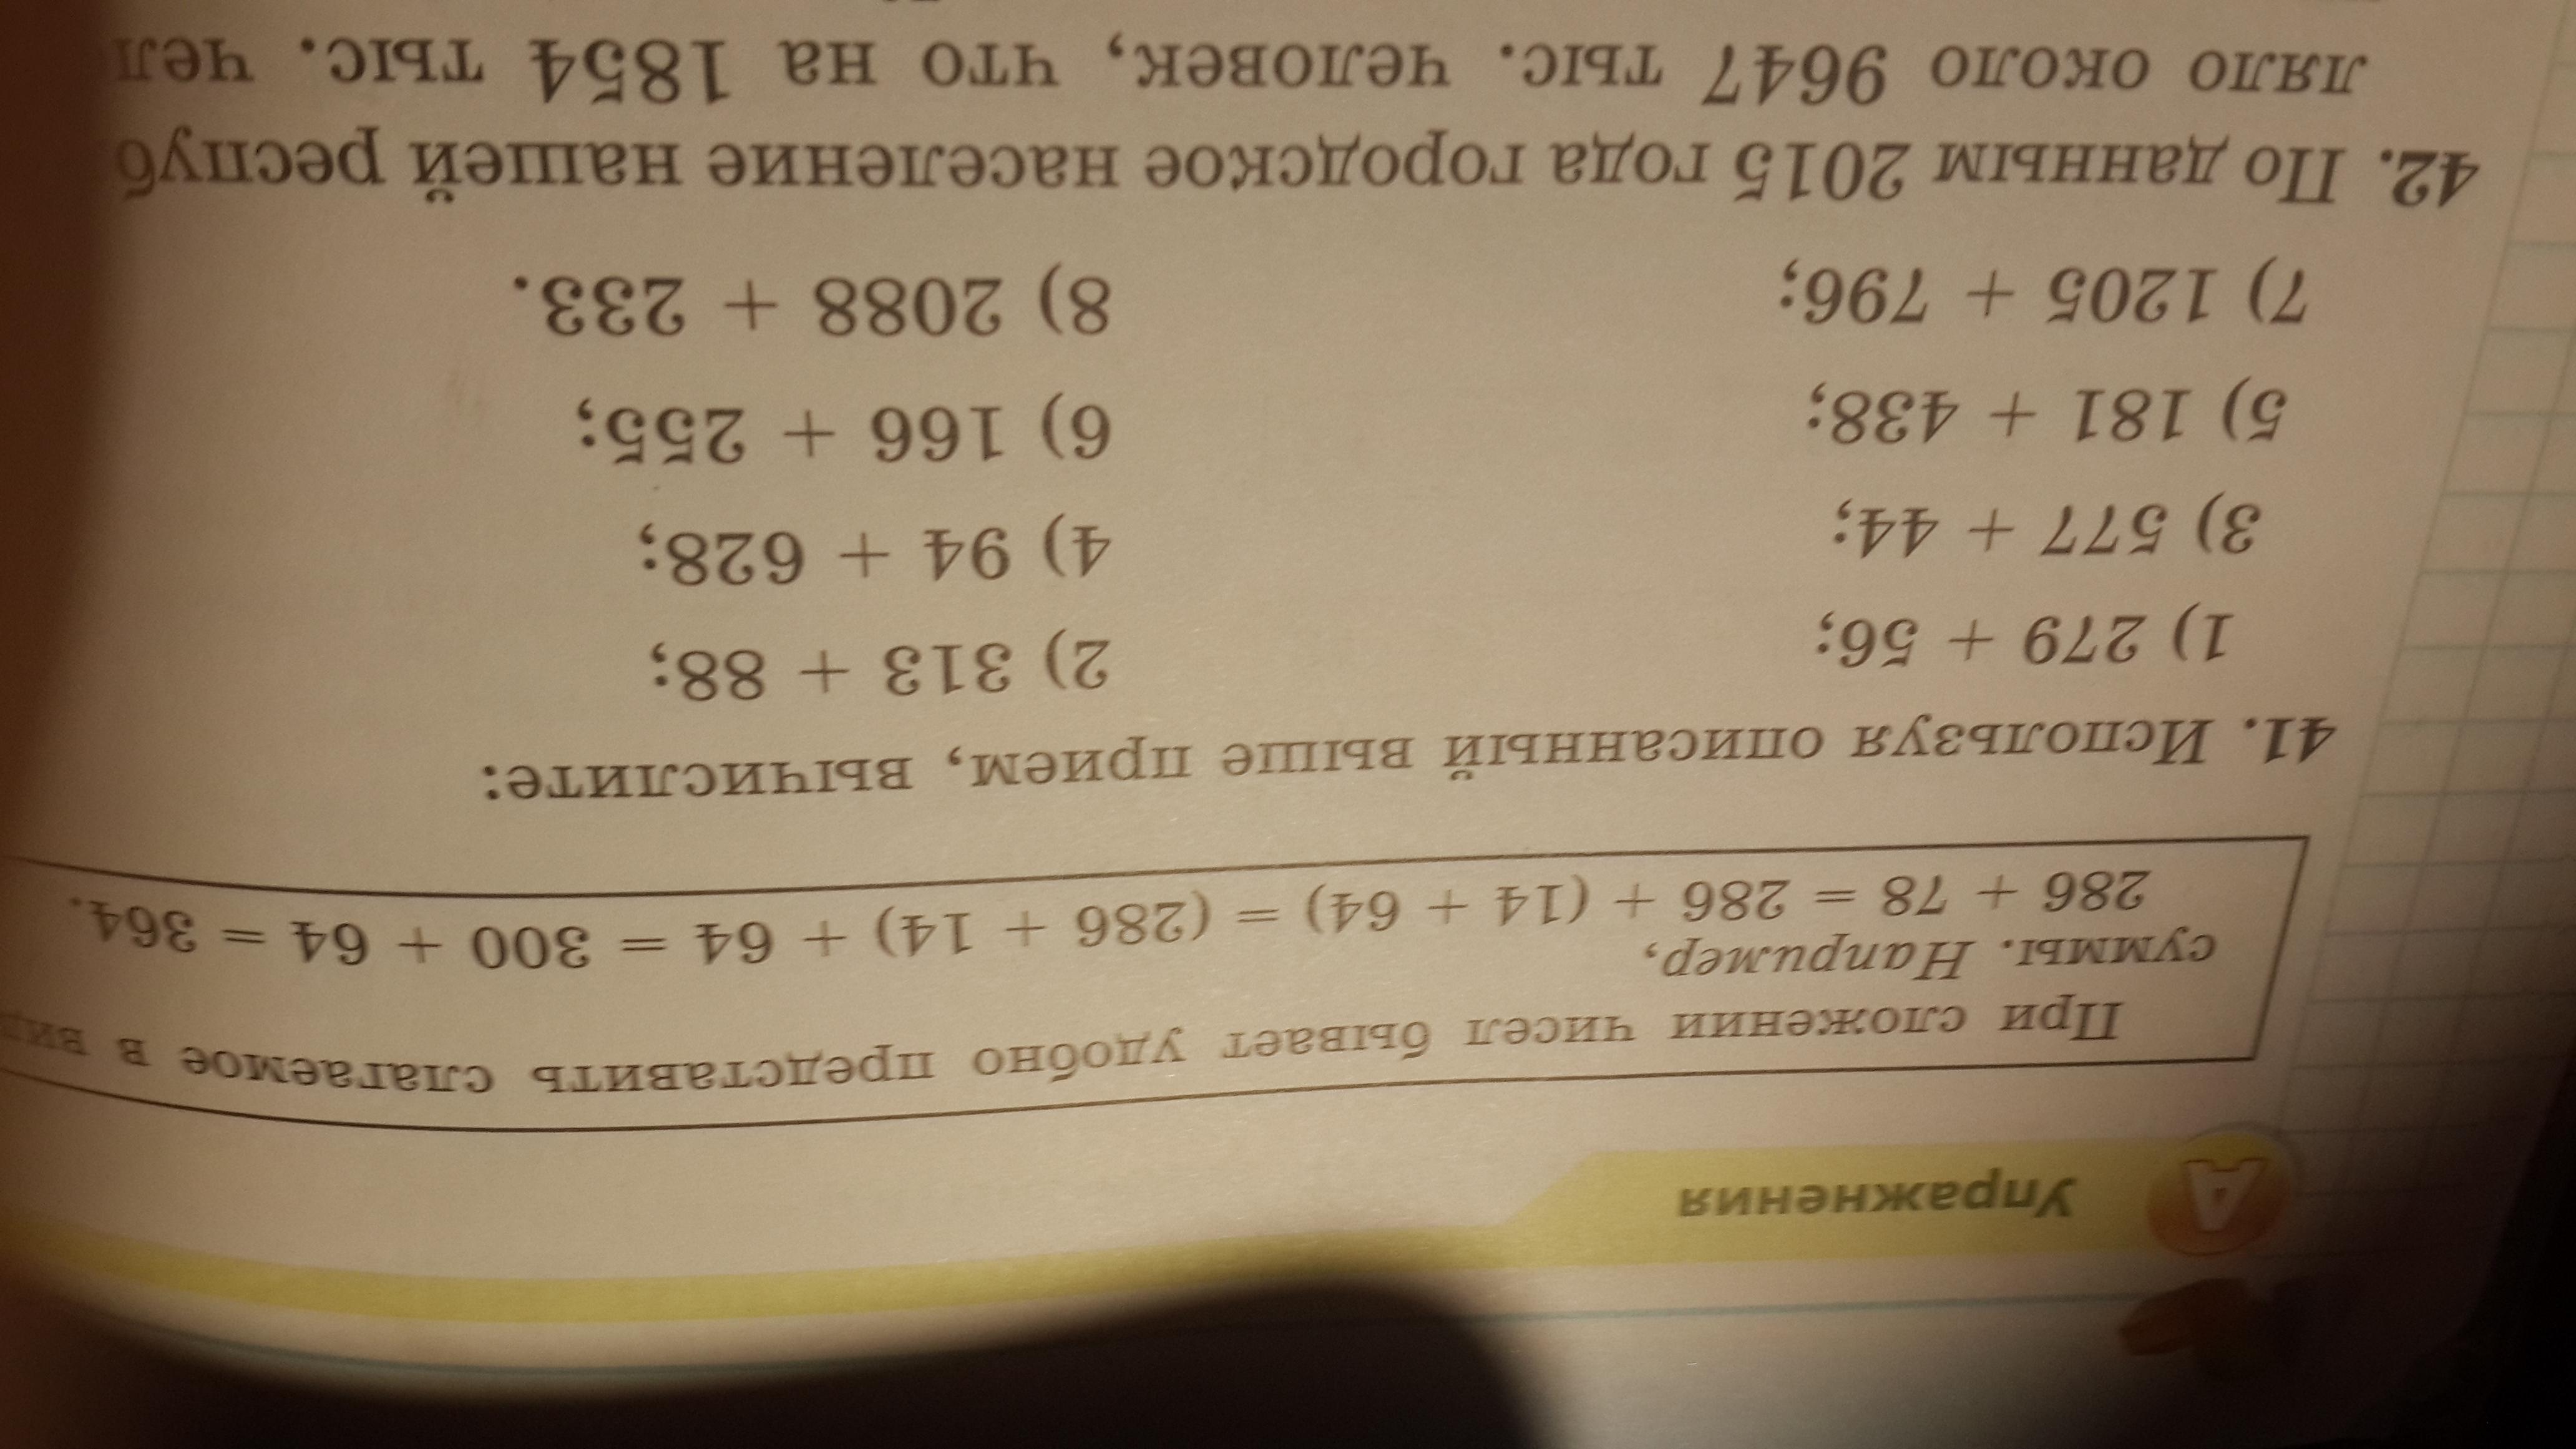 А Упражнения
При сложении чисел бывает удобно представить слагаемое в
суммы. Например,
286 + 78 = 286 + (14 + 64) = (286 + 14) + 64 = 300 + 64 = 364.
41. Используя описанный выше прием, вычислите:
1) 279 + 56; 2) 313 + 88;
3) 577 + 44; 4) 94 + 628;
5) 181 + 438; 6) 166 + 255;
7) 1205 + 796; 8) 2088 + 233.
42. По данным 2015 года городское население нашей респуб
ляло около 9647 тыс. человек, что на 1854 тыс. чел